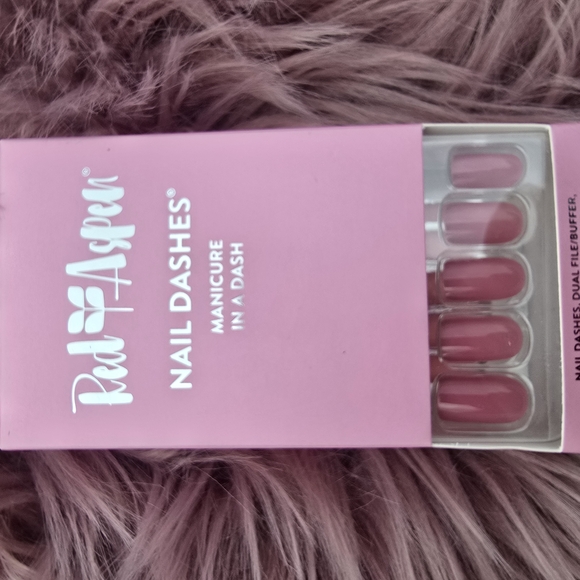 Red Aspen®
NAIL DASHES®
MANICURE
IN A DASH
NAIL DASHES, DUAL FILE/BUFFER,